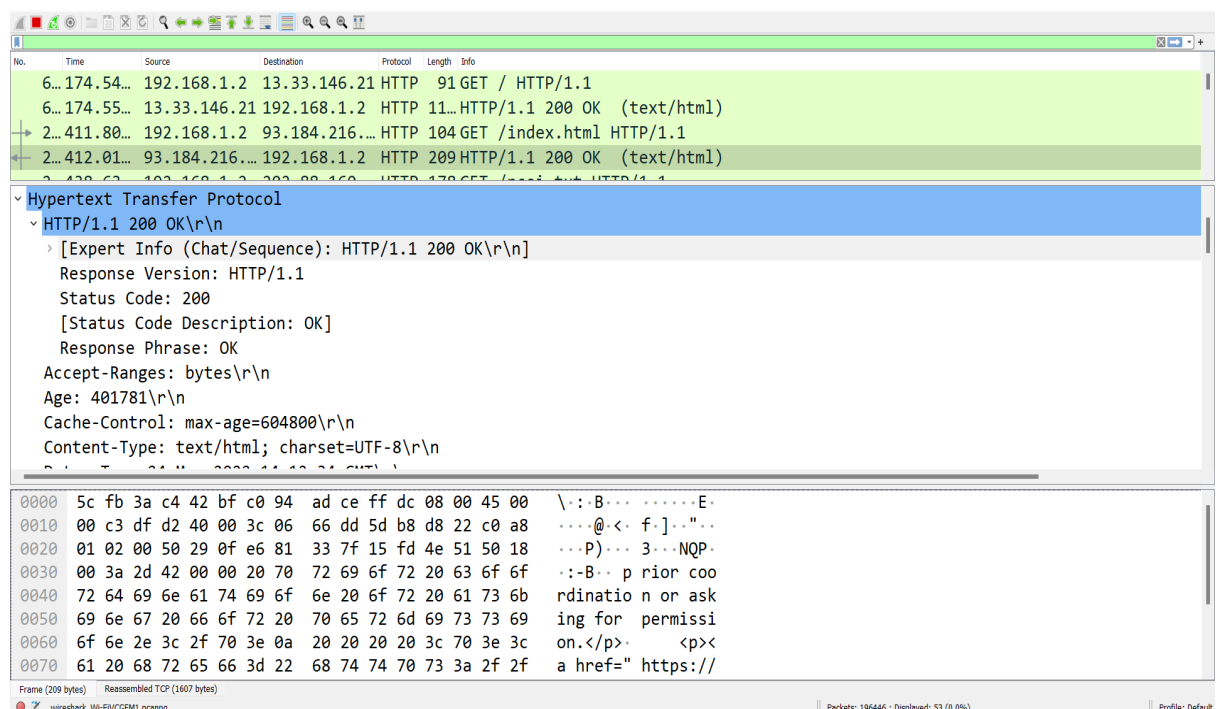 No. Time Source Destination Protocol Length Info
6… 174.54… 192.168.1.2 13.33.146.21 HTTP 91 GET / HTTP/1.1
6… 174.55… 13.33.146.21 192.168.1.2 HTTP 11… HTTP/1.1 200 OK (text/html)
2… 411.80… 192.168.1.2 93.184.216.… HTTP 104 GET /index.html HTTP/1.1
2… 412.01… 93.184.216.… 192.168.1.2 HTTP 209 HTTP/1.1 200 OK (text/html)
Hypertext Transfer Protocol
HTTP/1.1 200 OK\r\n
[Expert Info (Chat/Sequence): HTTP/1.1 200 OK\r\n]
Response Version: HTTP/1.1
Status Code: 200
[Status Code Description: OK]
Response Phrase: OK
Accept-Ranges: bytes\r\n
Age: 401781\r\n
Cache-Control: max-age=604800\r\n
Content-Type: text/html; charset=UTF-8\r\n
0000 5c fb 3a c4 42 bf c0 94 ad ce ff dc 08 00 45 00 \·:·B··· ······E·
0010 00 c3 df d2 40 00 3c 06 66 dd 5d b8 d8 22 c0 a8 ····@·<· f·]··"··
0020 01 02 00 50 29 0f e6 81 33 7f 15 fd 4e 51 50 18 ···P)··· 3···NQP·
0030 00 3a 2d 42 00 00 20 70 72 69 6f 72 20 63 6f 6f ·:-B·· p rior coo
0040 72 64 69 6e 61 74 69 6f 6e 20 6f 72 20 61 73 6b rdinatio n or ask
0050 69 6e 67 20 66 6f 72 20 70 65 72 6d 69 73 73 69 ing for permissi
0060 6f 6e 2e 3c 2f 70 3e 0a 20 20 20 20 3c 70 3e 3c on.</p>· <p><
0070 61 20 68 72 65 66 3d 22 68 74 74 70 73 3a 2f 2f a href=" https://
Frame (209 bytes) Reassembled TCP (1607 bytes)
Packets: 196446 · Displayed: 53 (0.0%) Profile: Default